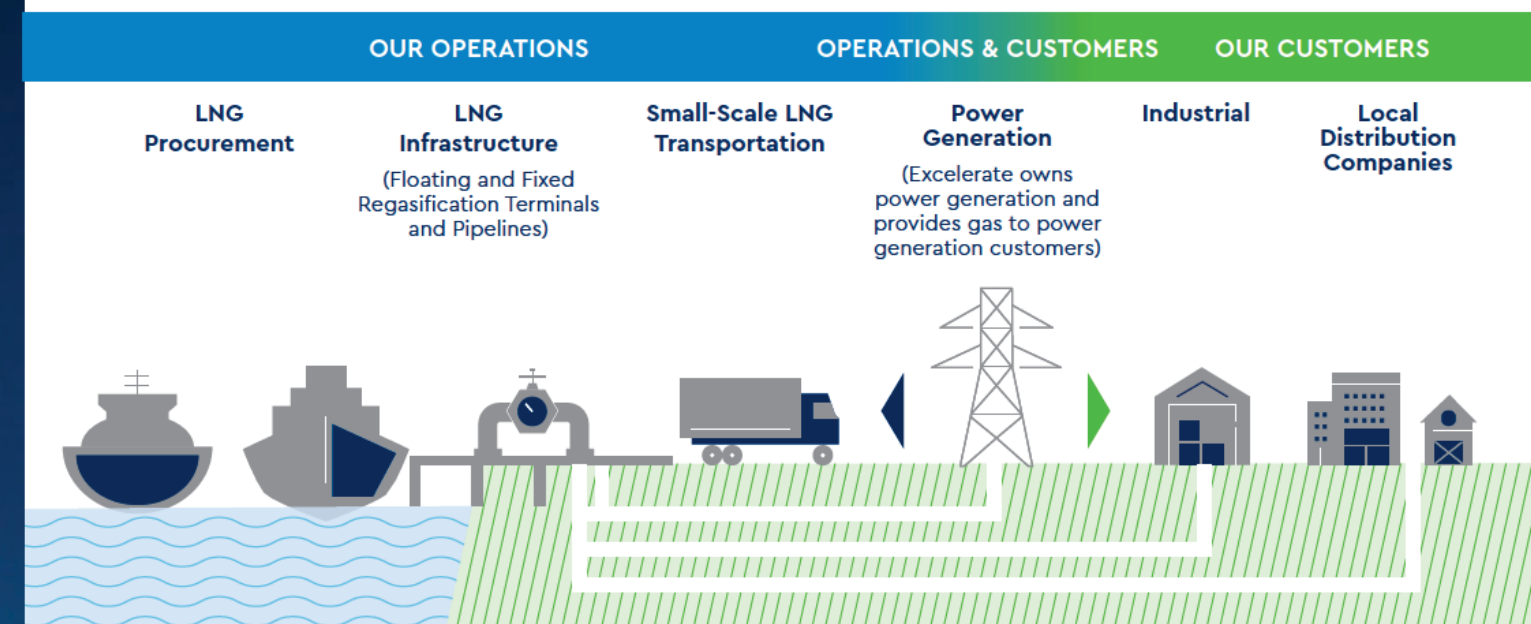 OUR OPERATIONS
OPERATIONS & CUSTOMERS
OUR CUSTOMERS
LNG
Procurement
LNG
Infrastructure
(Floating and Fixed
Regasification Terminals
and Pipelines)
Small-Scale LNG
Transportation
Power
Generation
(Excelerate owns
power generation and
provides gas to power
generation customers)
Industrial
Local
Distribution
Companies